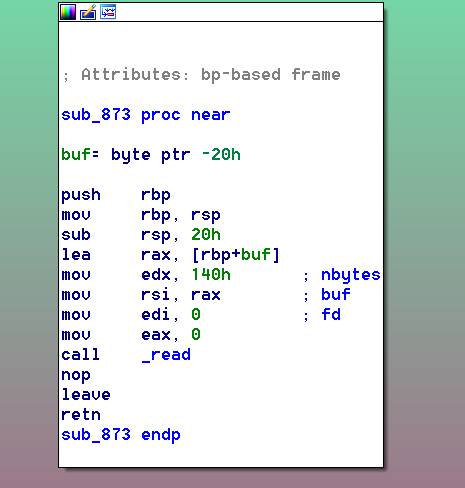 ; Attributes: bp-based frame
sub_873 proc near
buf= byte ptr -20h
push rbp
mov rbp, rsp
sub rsp, 20h
lea rax, [rbp+buf]
mov edx, 140h ; nbytes
mov rsi, rax ; buf
mov edi, 0 ; fd
mov eax, 0
call _read
nop
leave
retn
sub_873 endp